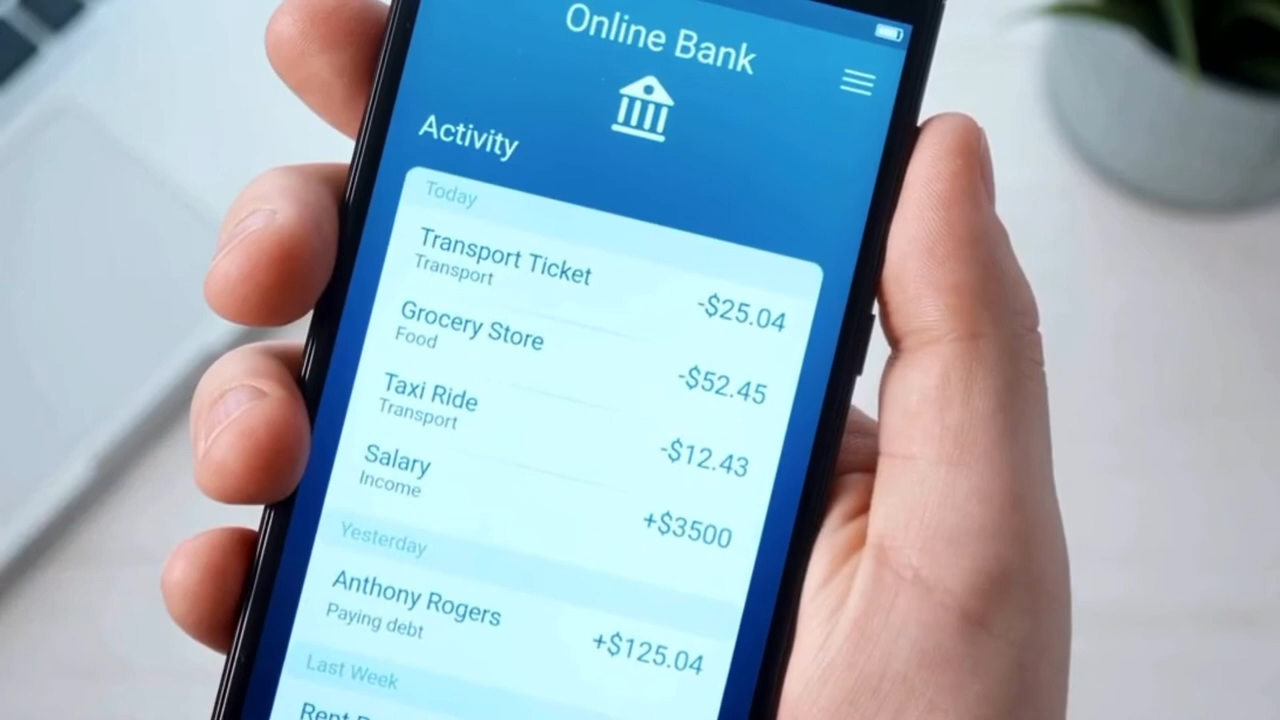 Online Bank
Activity
Today
Transport Ticket
Transport
-$25.04
Grocery Store
Food
-$52.45
Taxi Ride
Transport
-$12.43
Salary
Income
+$3500
Yesterday
Anthony Rogers
Paying debt
+$125.04
Last Week
Rent